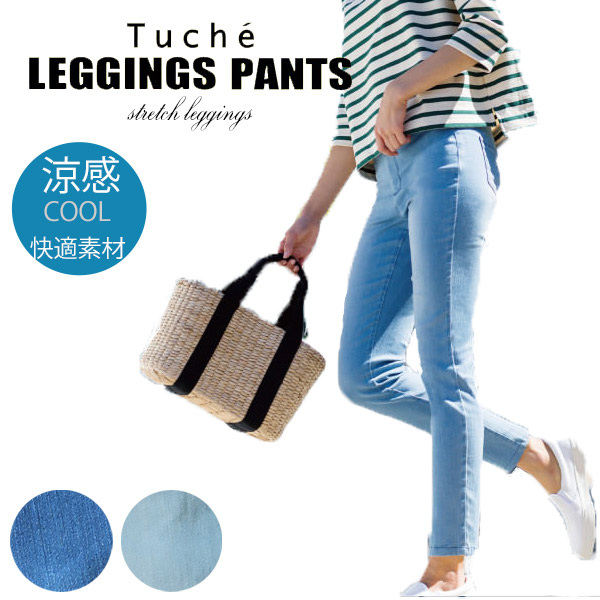 Tuché
LEGGINGS PANTS
stretch leggings
涼感
COOL
快適素材